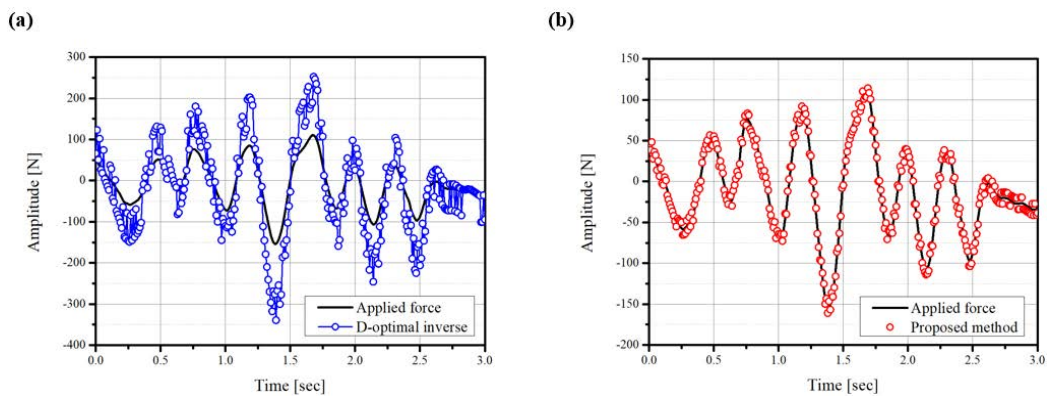 (a)
300
200
100
0
-100
-200
-300
-400
Amplitude [N]
Applied force
D-optimal inverse
0.0 0.5 1.0 1.5 2.0 2.5 3.0
Time [sec]
(b)
150
100
50
0
-50
-100
-150
-200
Amplitude [N]
Applied force
Proposed method
0.0 0.5 1.0 1.5 2.0 2.5 3.0
Time [sec]